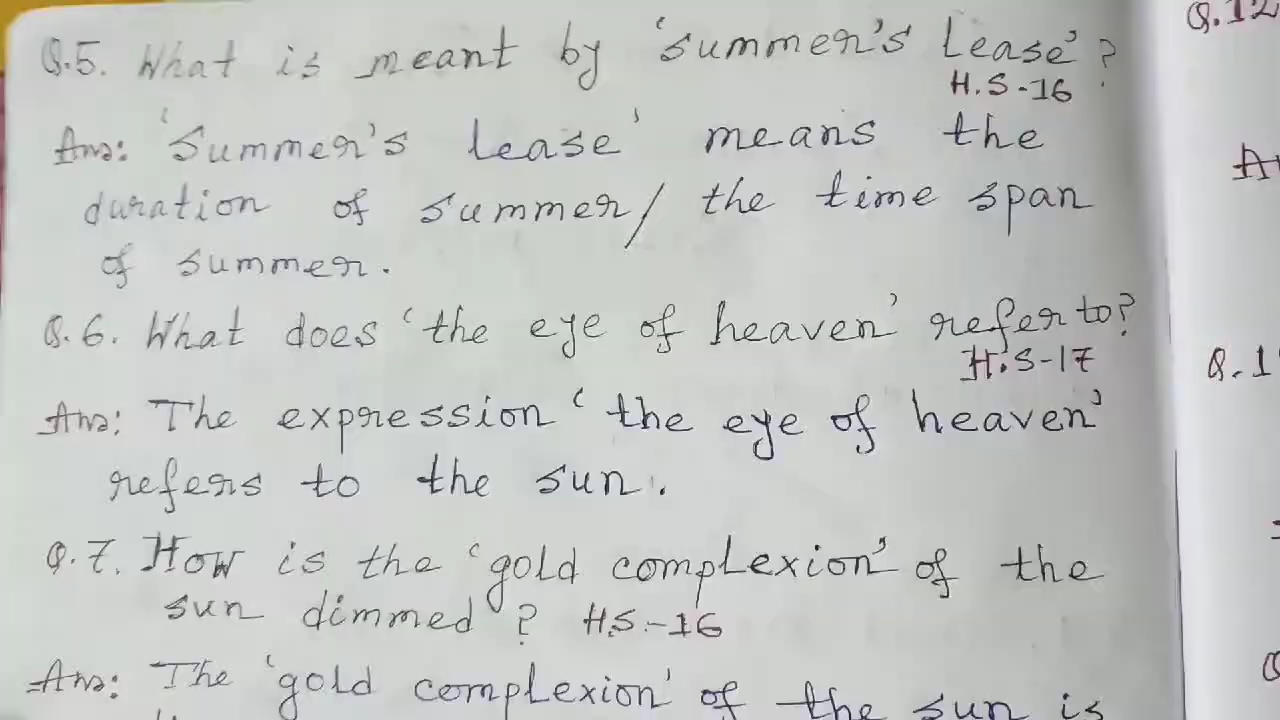 Q.5. What is meant by 'summer's Lease'?
H.S-16
Ans: 'Summer's lease' means the
duration of summer/ the time span
of summer.
Q.6. What does 'the eye of heaven' refer to?
H.S-17
Ans: The expression 'the eye of heaven'
refers to the sun.
Q.7. How is the 'gold complexion' of the
sun dimmed? H.S.-16
Ans: The 'gold complexion' of the sun is
Q.12
Q.1